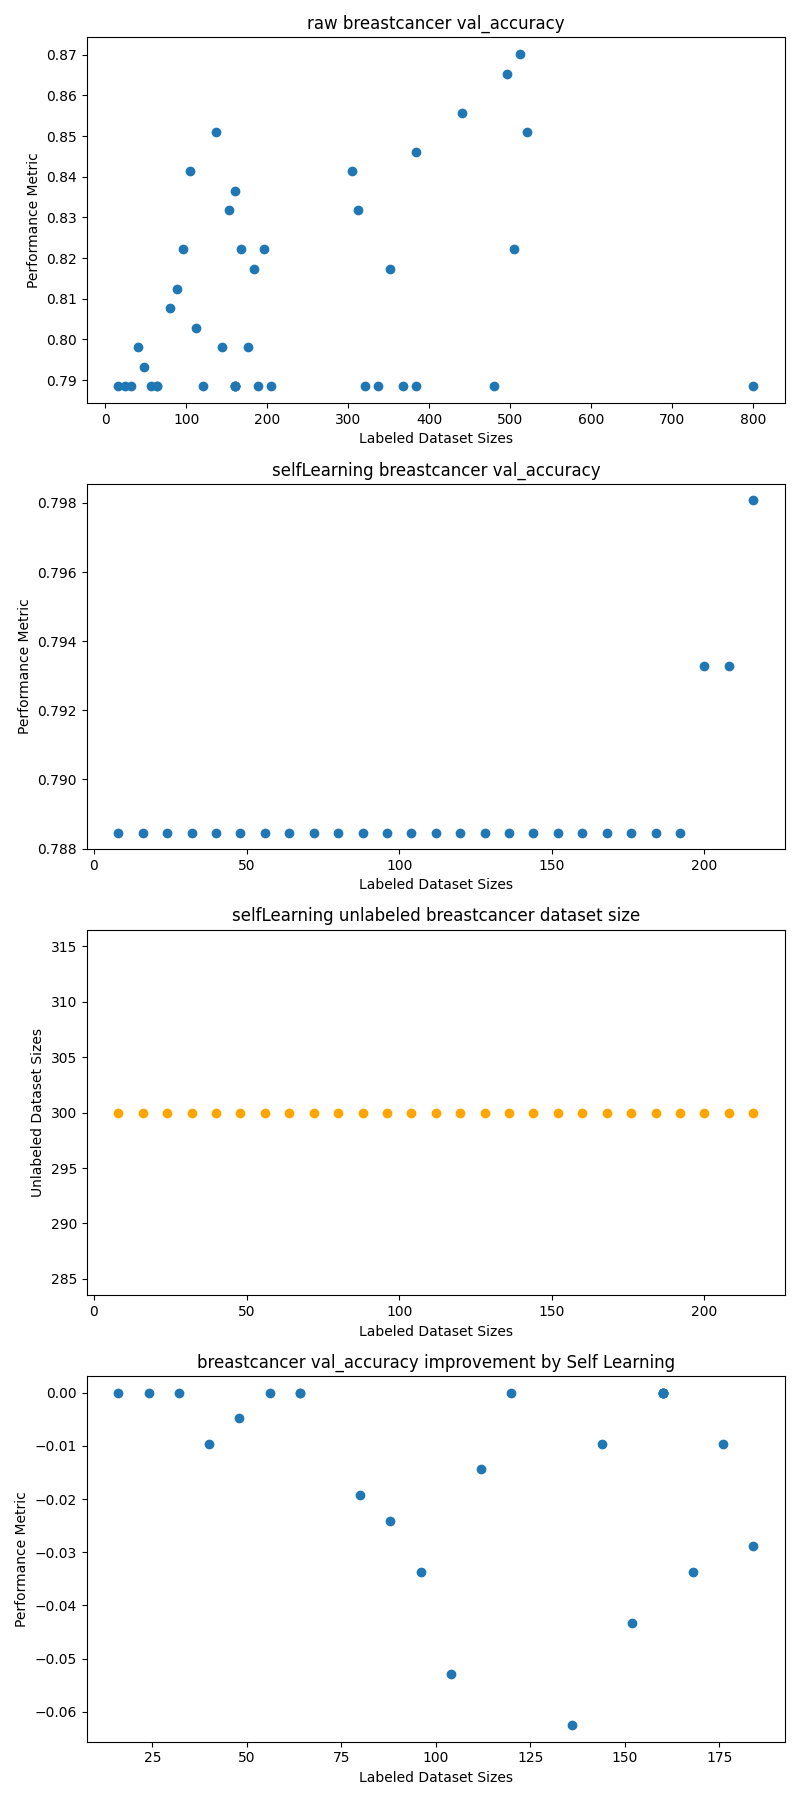 raw breastcancer val_accuracy
0.87
0.86
0.85
0.84
0.83
0.82
0.81
0.80
0.79
Performance Metric
0 100 200 300 400 500 600 700 800
Labeled Dataset Sizes
selfLearning breastcancer val_accuracy
0.798
0.796
0.794
0.792
0.790
0.788
Performance Metric
0 50 100 150 200
Labeled Dataset Sizes
selfLearning unlabeled breastcancer dataset size
315
310
305
300
295
290
285
Unlabeled Dataset Sizes
0 50 100 150 200
Labeled Dataset Sizes
breastcancer val_accuracy improvement by Self Learning
0.00
−0.01
−0.02
−0.03
−0.04
−0.05
−0.06
Performance Metric
25 50 75 100 125 150 175
Labeled Dataset Sizes